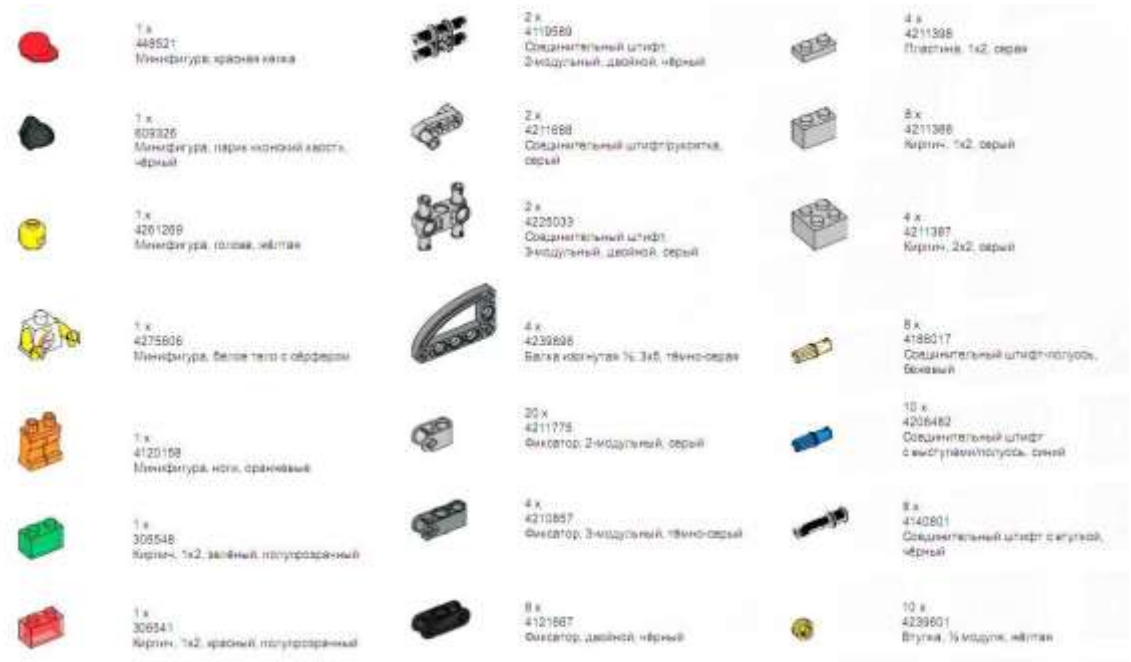 1 x
448521
Минифигура, красная кепка
1 x
609326
Минифигура, парик «конский хвост»,
чёрный
1 x
4261269
Минифигура, голова, жёлтая
1 x
4275606
Минифигура, белое тело с сёрфером
1 x
4120158
Минифигура, ноги, оранжевые
1 x
306548
Кирпич, 1x2, зелёный, полупрозрачный
1 x
306541
Кирпич, 1x2, красный, полупрозрачный
2 x
4119589
Соединительный штифт,
2-модульный, двойной, чёрный
2 x
4211688
Соединительный штифт/рукоятка,
серый
2 x
4225033
Соединительный штифт,
3-модульный, двойной, серый
4 x
4239896
Балка изогнутая ½, 3x5, тёмно-серая
20 x
4211775
Фиксатор, 2-модульный, серый
4 x
4210857
Фиксатор, 3-модульный, тёмно-серый
8 x
4121667
Фиксатор, двойной, чёрный
4 x
4211398
Пластина, 1x2, серая
8 x
4211388
Кирпич, 1x2, серый
4 x
4211387
Кирпич, 2x2, серый
8 x
4186017
Соединительный штифт-полуось,
бежевый
10 x
4206482
Соединительный штифт
с выступами/полуось, синий
8 x
4140801
Соединительный штифт с втулкой,
чёрный
10 x
4239601
Втулка, ½ модуля, жёлтая